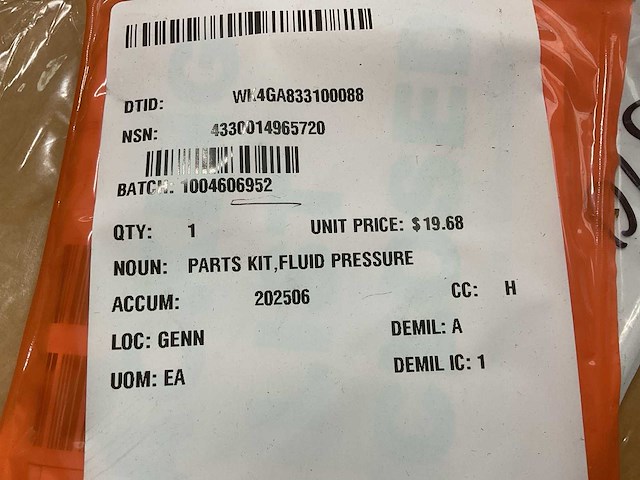 DTID: WK4GA833100088
NSN: 4330014965720
BATCH: 1004606952
QTY: 1 UNIT PRICE: $19.68
NOUN: PARTS KIT,FLUID PRESSURE
ACCUM: 202506 CC: H
LOC: GENN DEMIL: A
UOM: EA DEMIL IC: 1